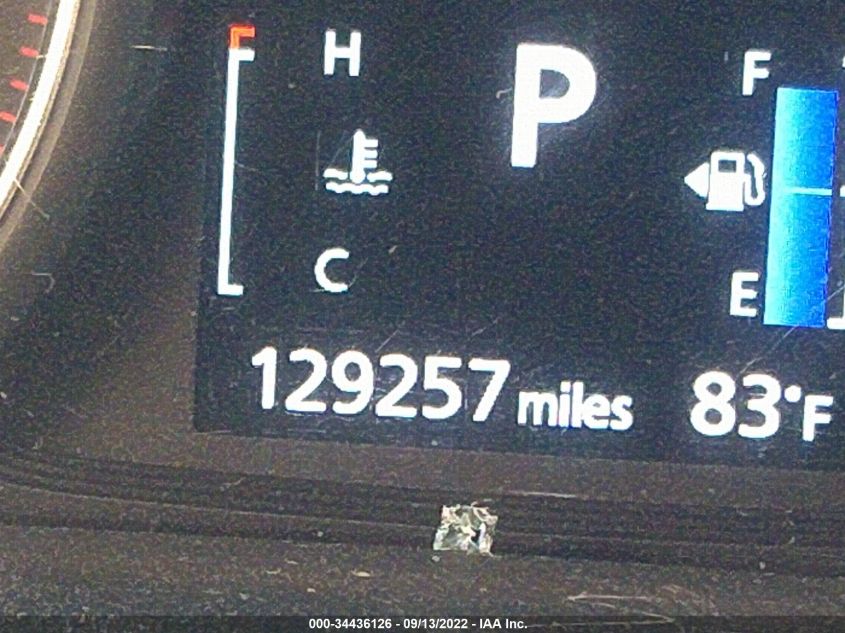 H P F
C E
129257 miles 83°F
000-34436126 - 09/13/2022 - IAA Inc.